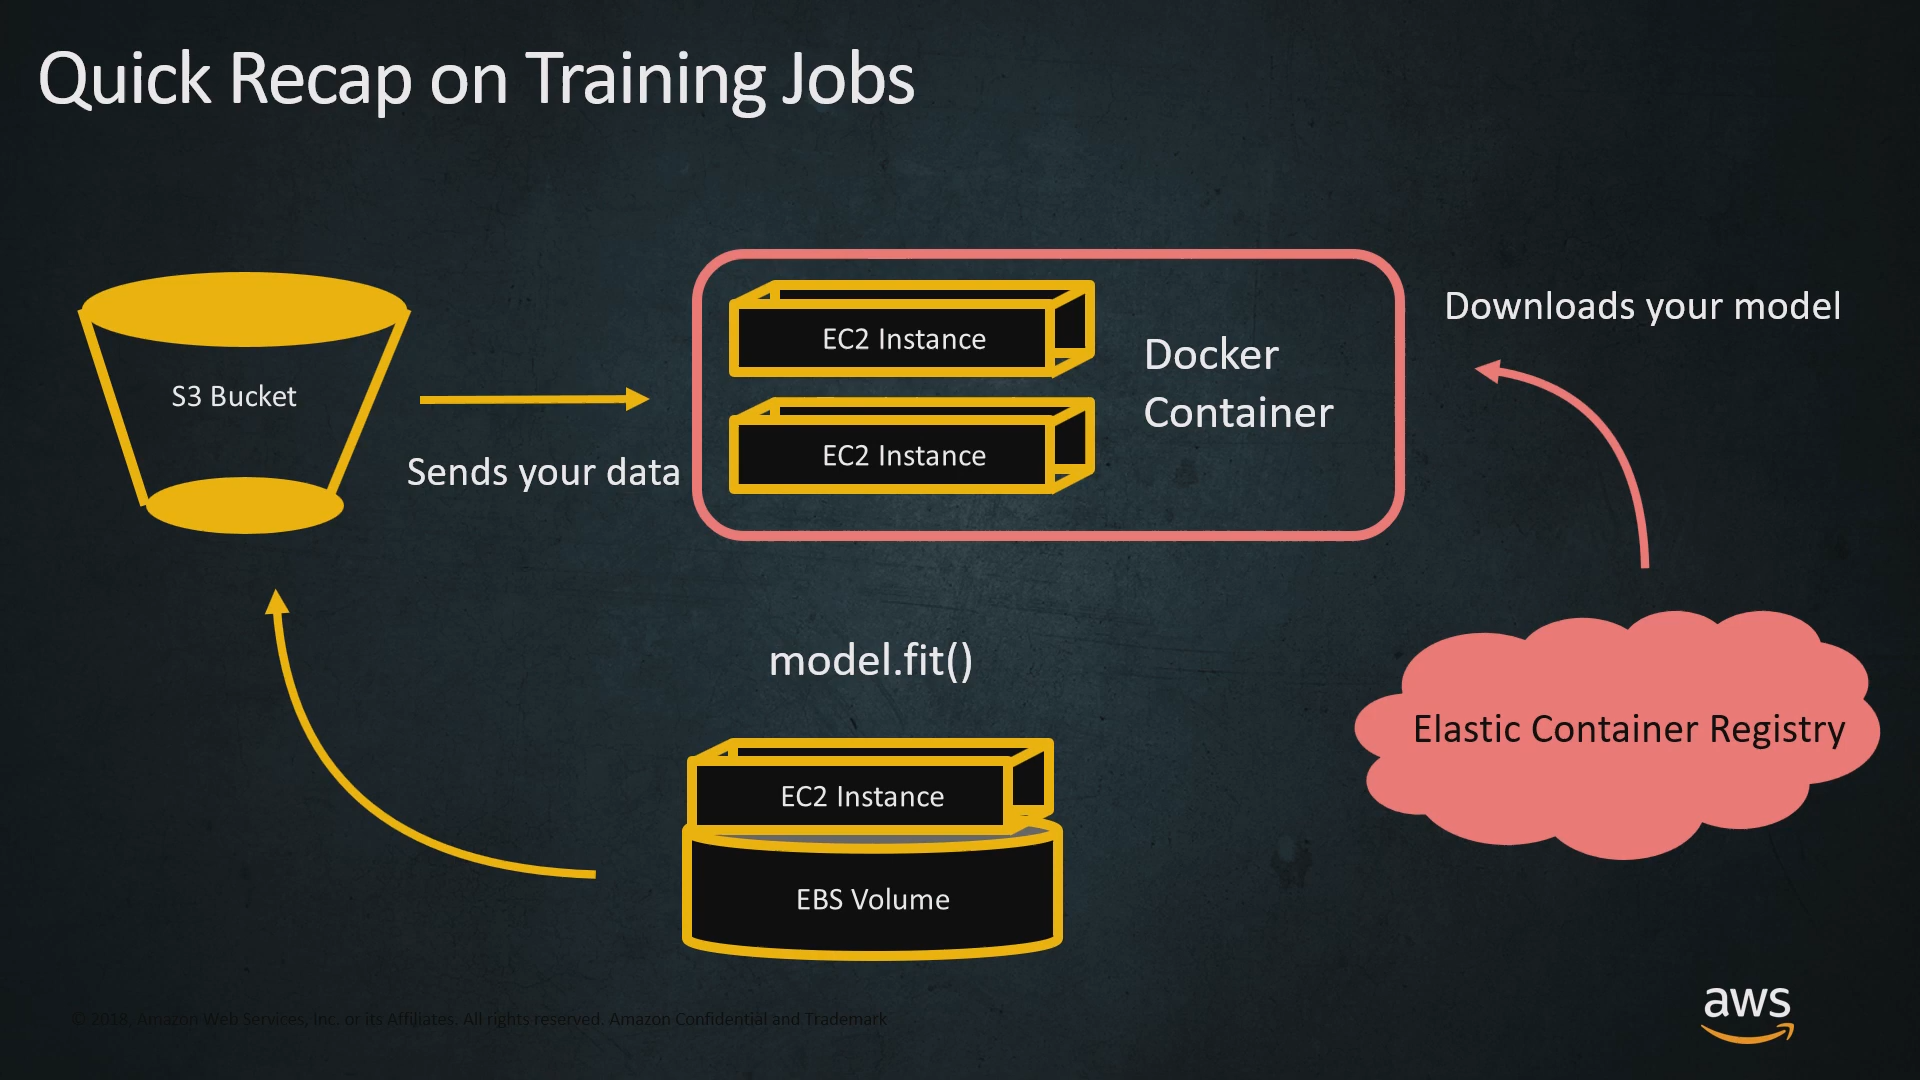 Quick Recap on Training Jobs
S3 Bucket
Sends your data
EC2 Instance
EC2 Instance
Docker
Container
Downloads your model
model.fit()
EC2 Instance
EBS Volume
Elastic Container Registry
© 2018, Amazon Web Services, Inc. or its Affiliates. All rights reserved. Amazon Confidential and Trademark
aws